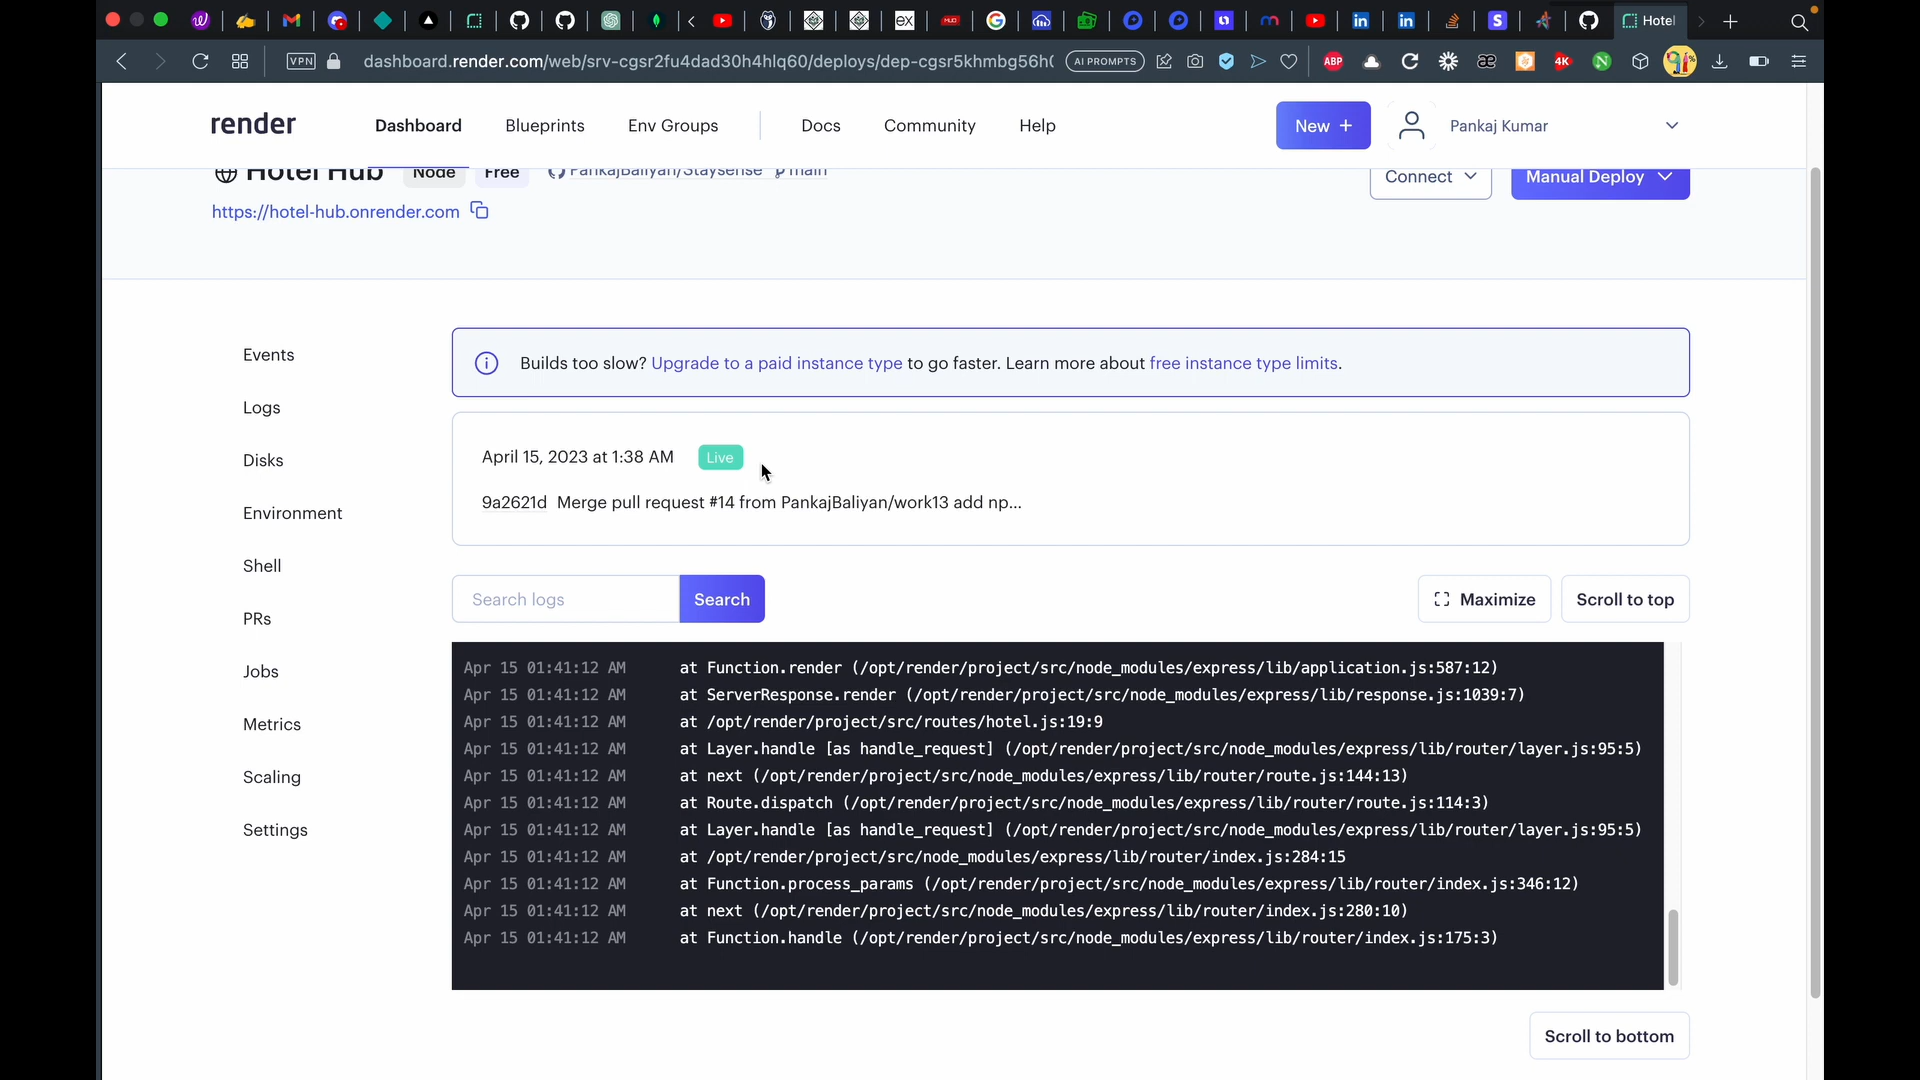 Hotel
VPN
dashboard.render.com/web/srv-cgsr2fu4dad30h4hlq60/deploys/dep-cgsr5khmbg56h(
AI PROMPTS
ABP
4K
render
Dashboard
Blueprints
Env Groups
Docs
Community
Help
New +
Pankaj Kumar
Hotel Hub
Node
Free
PankajBaliyan/Staysense
main
Connect
Manual Deploy
https://hotel-hub.onrender.com
Events
Logs
Disks
Environment
Shell
PRs
Jobs
Metrics
Scaling
Settings
Builds too slow? Upgrade to a paid instance type to go faster. Learn more about free instance type limits.
April 15, 2023 at 1:38 AM Live
9a2621d Merge pull request #14 from PankajBaliyan/work13 add np...
Search logs
Search
Maximize
Scroll to top
Apr 15 01:41:12 AM at Function.render (/opt/render/project/src/node_modules/express/lib/application.js:587:12)
Apr 15 01:41:12 AM at ServerResponse.render (/opt/render/project/src/node_modules/express/lib/response.js:1039:7)
Apr 15 01:41:12 AM at /opt/render/project/src/routes/hotel.js:19:9
Apr 15 01:41:12 AM at Layer.handle [as handle_request] (/opt/render/project/src/node_modules/express/lib/router/layer.js:95:5)
Apr 15 01:41:12 AM at next (/opt/render/project/src/node_modules/express/lib/router/route.js:144:13)
Apr 15 01:41:12 AM at Route.dispatch (/opt/render/project/src/node_modules/express/lib/router/route.js:114:3)
Apr 15 01:41:12 AM at Layer.handle [as handle_request] (/opt/render/project/src/node_modules/express/lib/router/layer.js:95:5)
Apr 15 01:41:12 AM at /opt/render/project/src/node_modules/express/lib/router/index.js:284:15
Apr 15 01:41:12 AM at Function.process_params (/opt/render/project/src/node_modules/express/lib/router/index.js:346:12)
Apr 15 01:41:12 AM at next (/opt/render/project/src/node_modules/express/lib/router/index.js:280:10)
Apr 15 01:41:12 AM at Function.handle (/opt/render/project/src/node_modules/express/lib/router/index.js:175:3)
Scroll to bottom